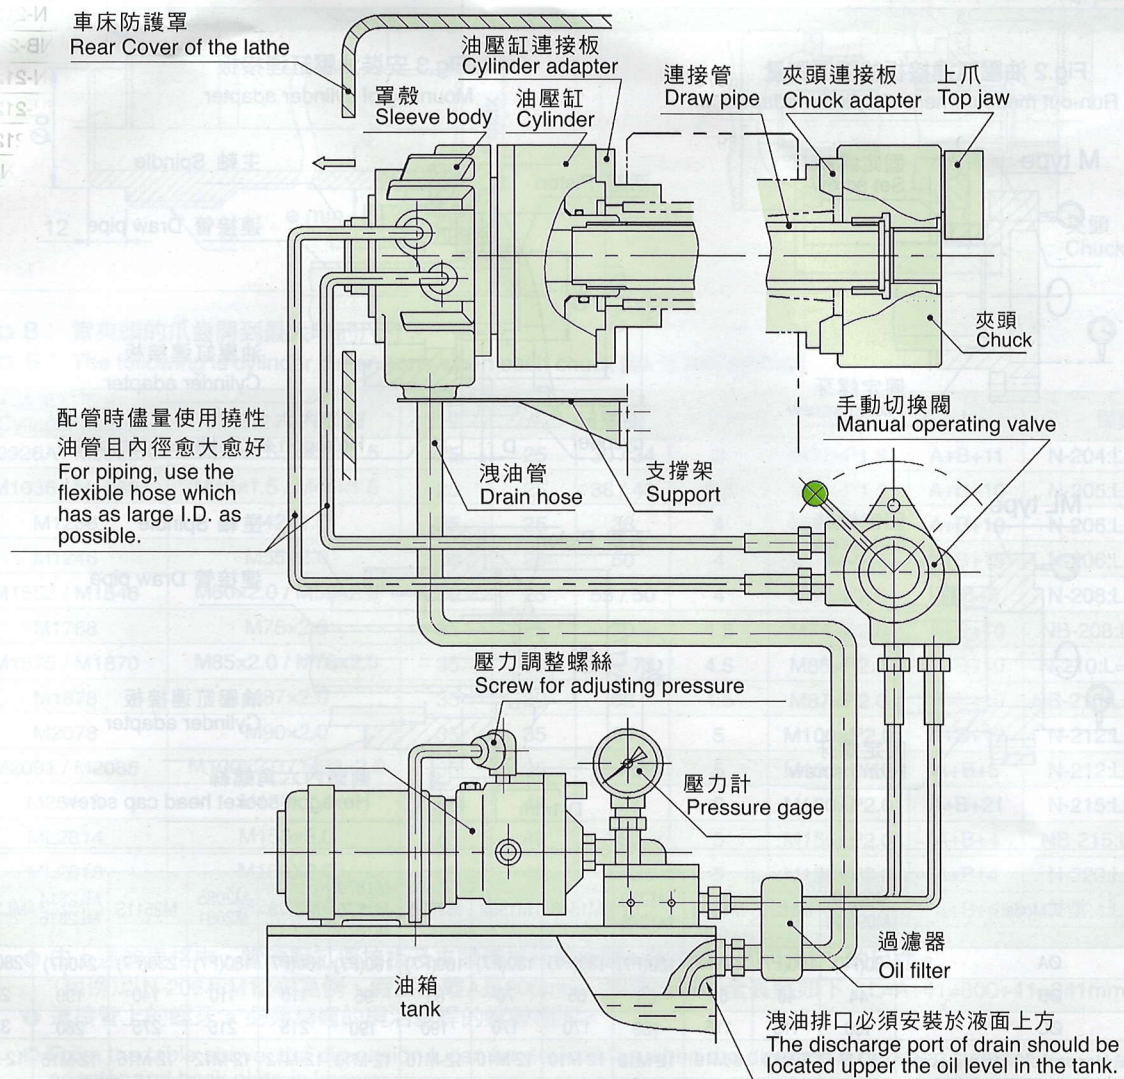 車床防護罩
Rear Cover of the lathe
油壓缸連接板
Cylinder adapter
罩殼
Sleeve body
油壓缸
Cylinder
連接管
Draw pipe
夾頭連接板
Chuck adapter
上爪
Top jaw
夾頭
Chuck
配管時儘量使用撓性
油管且內徑愈大愈好
For piping, use the
flexible hose which
has as large I.D. as
possible.
洩油管
Drain hose
支撐架
Support
手動切換閥
Manual operating valve
壓力調整螺絲
Screw for adjusting pressure
壓力計
Pressure gage
過濾器
Oil filter
油箱
tank
洩油排口必須安裝於液面上方
The discharge port of drain should be
located upper the oil level in the tank.